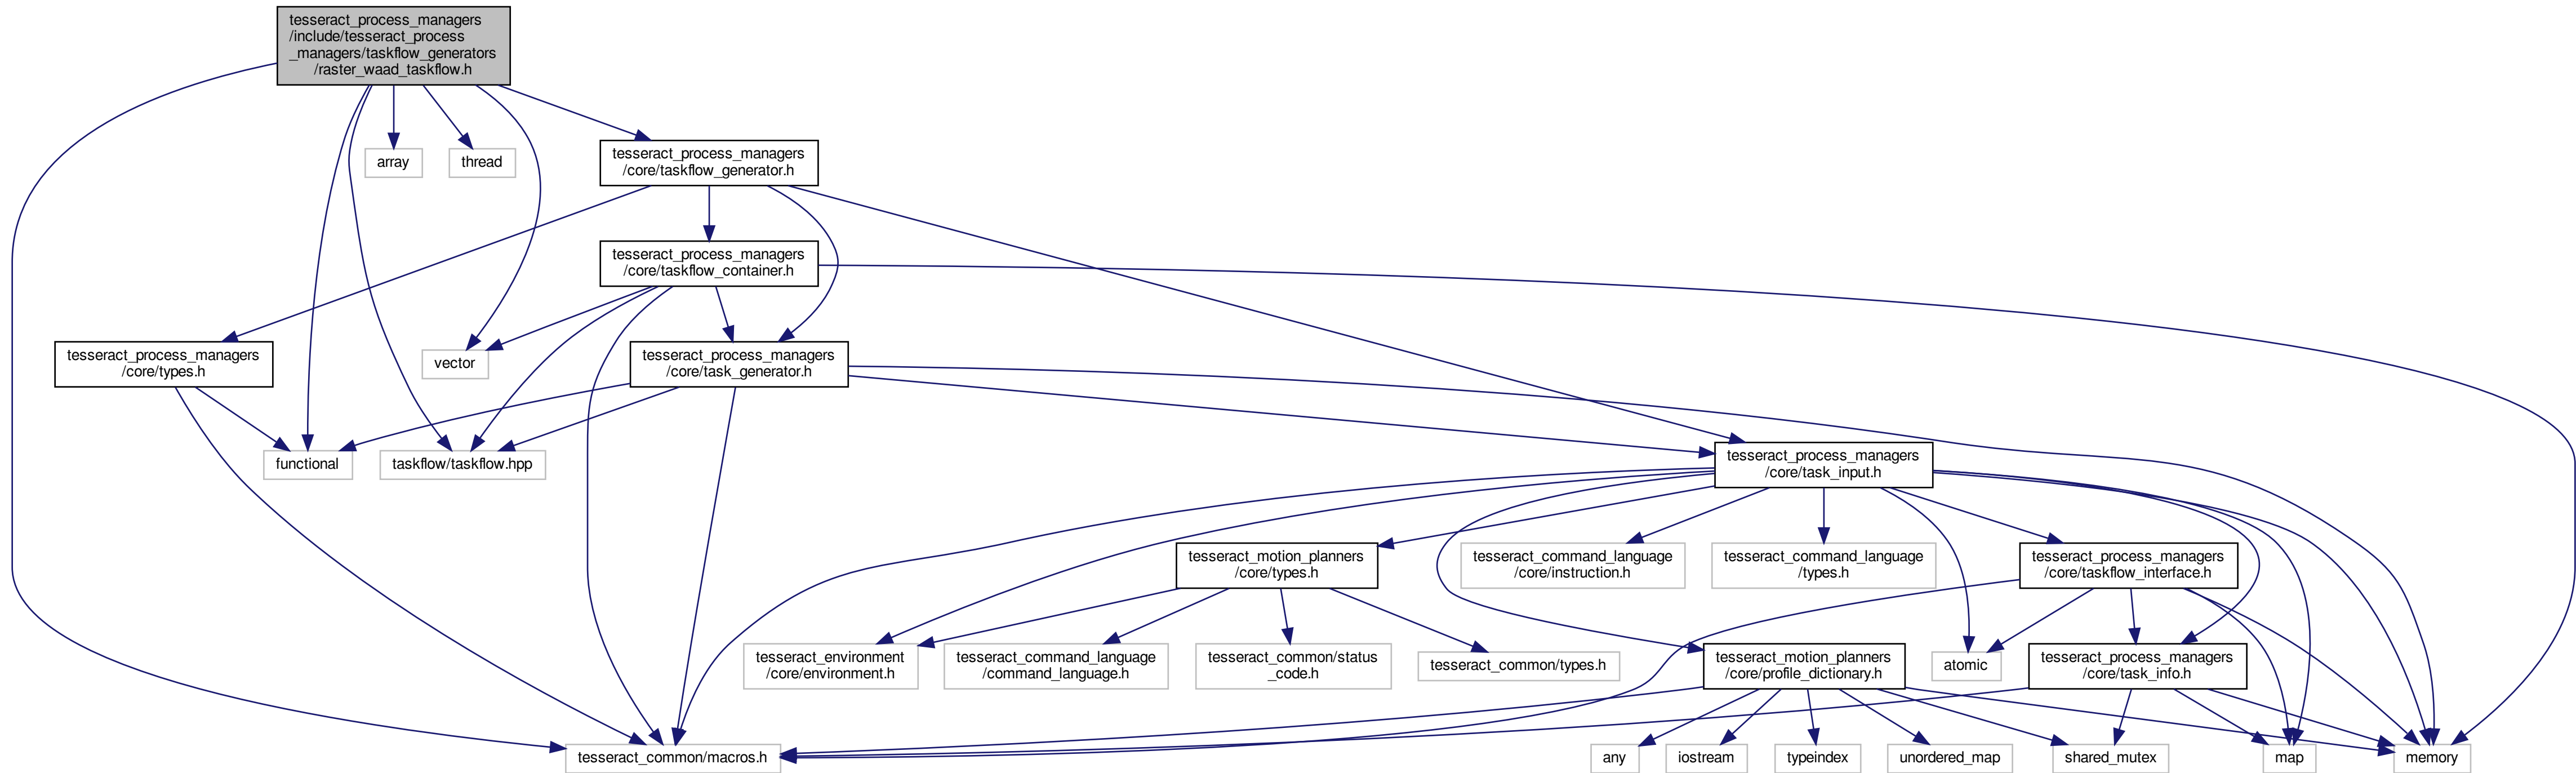 tesseract_process_managers
/include/tesseract_process
_managers/taskflow_generators
/raster_waad_taskflow.h
array
thread
tesseract_process_managers
/core/taskflow_generator.h
tesseract_process_managers
/core/taskflow_container.h
tesseract_process_managers
/core/types.h
vector
tesseract_process_managers
/core/task_generator.h
functional
taskflow/taskflow.hpp
tesseract_process_managers
/core/task_input.h
tesseract_motion_planners
/core/types.h
tesseract_command_language
/core/instruction.h
tesseract_command_language
/types.h
tesseract_process_managers
/core/taskflow_interface.h
tesseract_environment
/core/environment.h
tesseract_command_language
/command_language.h
tesseract_common/status
_code.h
tesseract_common/types.h
tesseract_motion_planners
/core/profile_dictionary.h
atomic
tesseract_process_managers
/core/task_info.h
tesseract_common/macros.h
any
iostream
typeindex
unordered_map
shared_mutex
map
memory